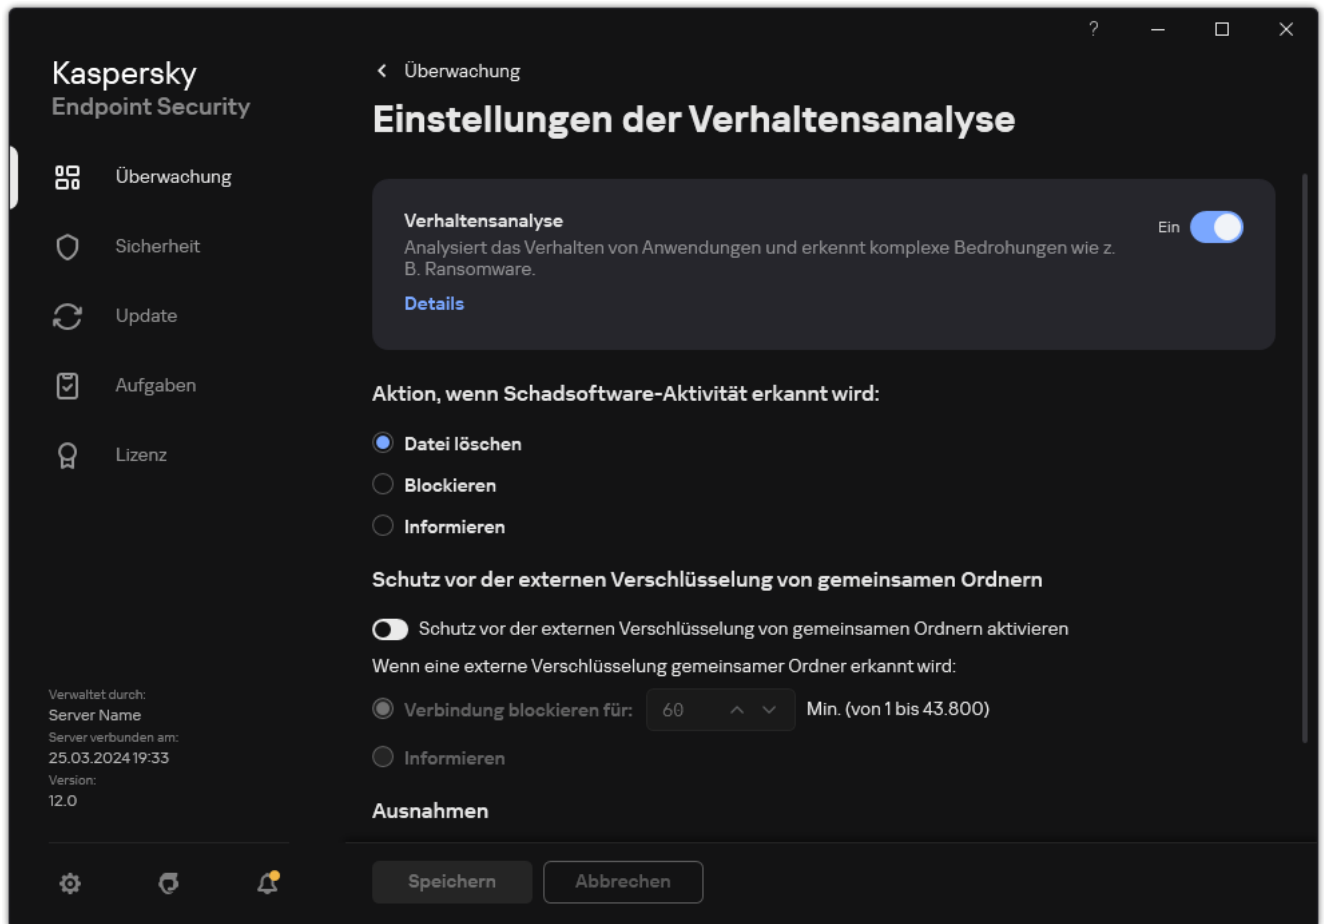 ?
Kaspersky
Endpoint Security
Überwachung
Sicherheit
Update
Aufgaben
Lizenz
Verwaltet durch:
Server Name
Server verbunden am:
25.03.2024 19:33
Version:
12.0
Überwachung
Einstellungen der Verhaltensanalyse
Verhaltensanalyse
Ein
Analysiert das Verhalten von Anwendungen und erkennt komplexe Bedrohungen wie z.
B. Ransomware.
Details
Aktion, wenn Schadsoftware-Aktivität erkannt wird:
Datei löschen
Blockieren
Informieren
Schutz vor der externen Verschlüsselung von gemeinsamen Ordnern
Schutz vor der externen Verschlüsselung von gemeinsamen Ordnern aktivieren
Wenn eine externe Verschlüsselung gemeinsamer Ordner erkannt wird:
Verbindung blockieren für: 60 Min. (von 1 bis 43.800)
Informieren
Ausnahmen
Speichern Abbrechen